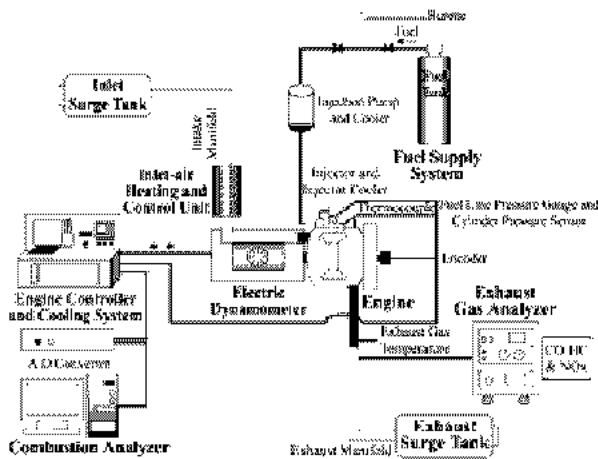 Fuel
Fuel
Tank
Injection Pump
and Cooler
Fuel Supply
System
Inlet
Surge Tank
Intake
Manifold
Inlet-air
Heating and
Control Unit
Injector and
Injector Cooler
Thermocouple
Fuel Line Pressure Gauge and
Cylinder Pressure Sensor
Encoder
Engine Controller
and Cooling System
Electric
Dynamometer
Engine
Exhaust
Gas Analyzer
Exhaust Gas
Temperature
CO HC
& NOx
A/D Converter
Combustion Analyzer
Exhaust
Surge Tank
Exhaust Manifold